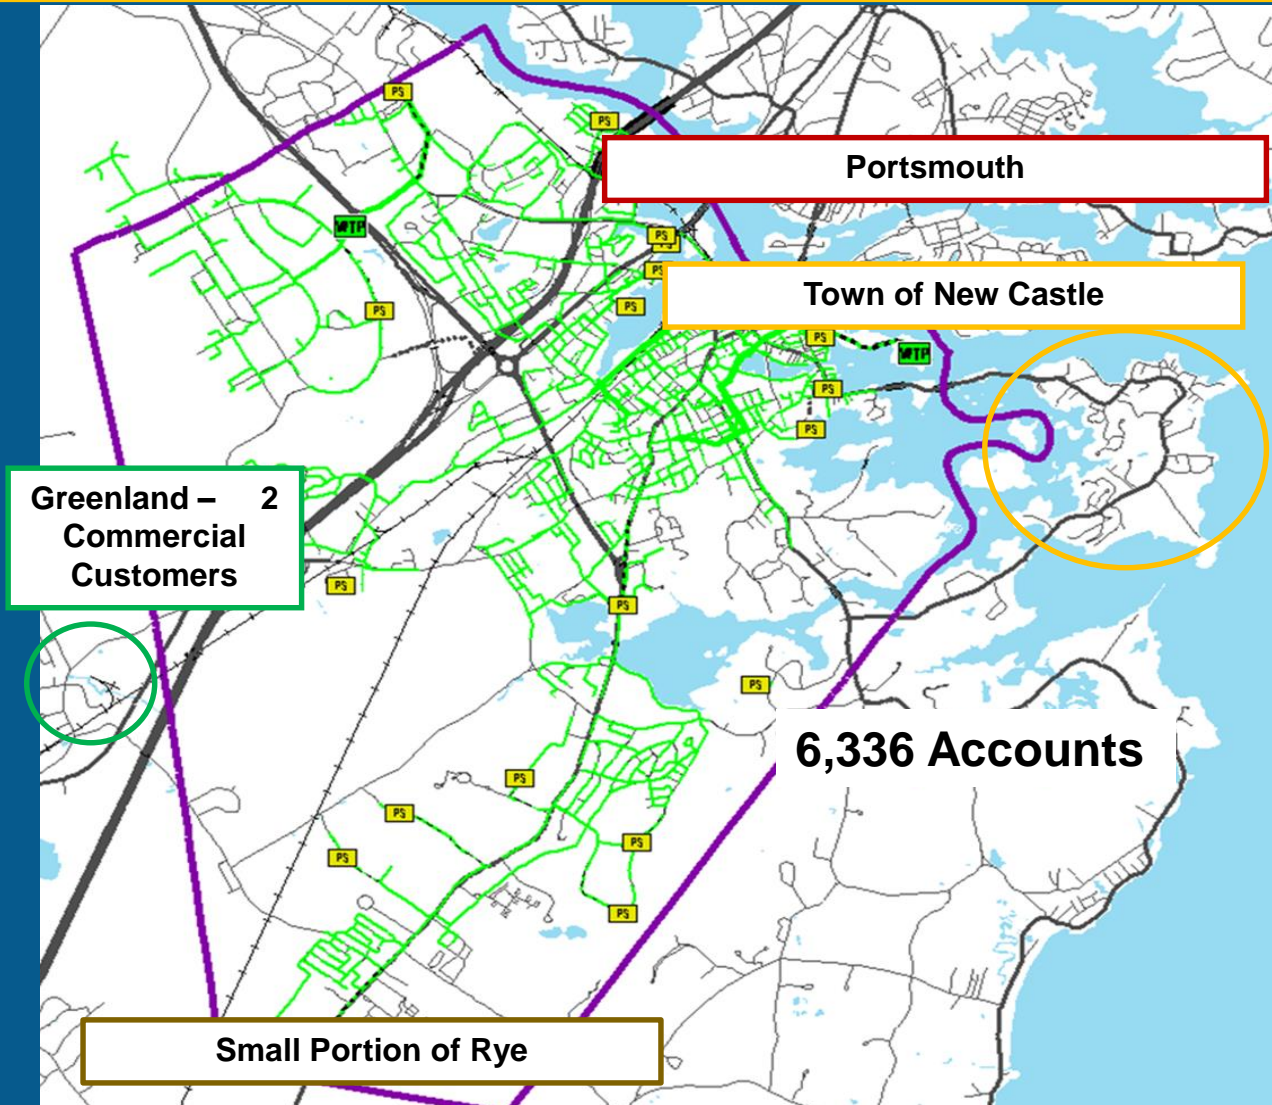 PS
PS
Portsmouth
WTP
PS
PS
PS
Town of New Castle
PS
PS
PS
WTP
PS
PS
Greenland – 2
Commercial
Customers
PS
PS
PS
6,336 Accounts
PS
PS
PS
PS
PS
Small Portion of Rye